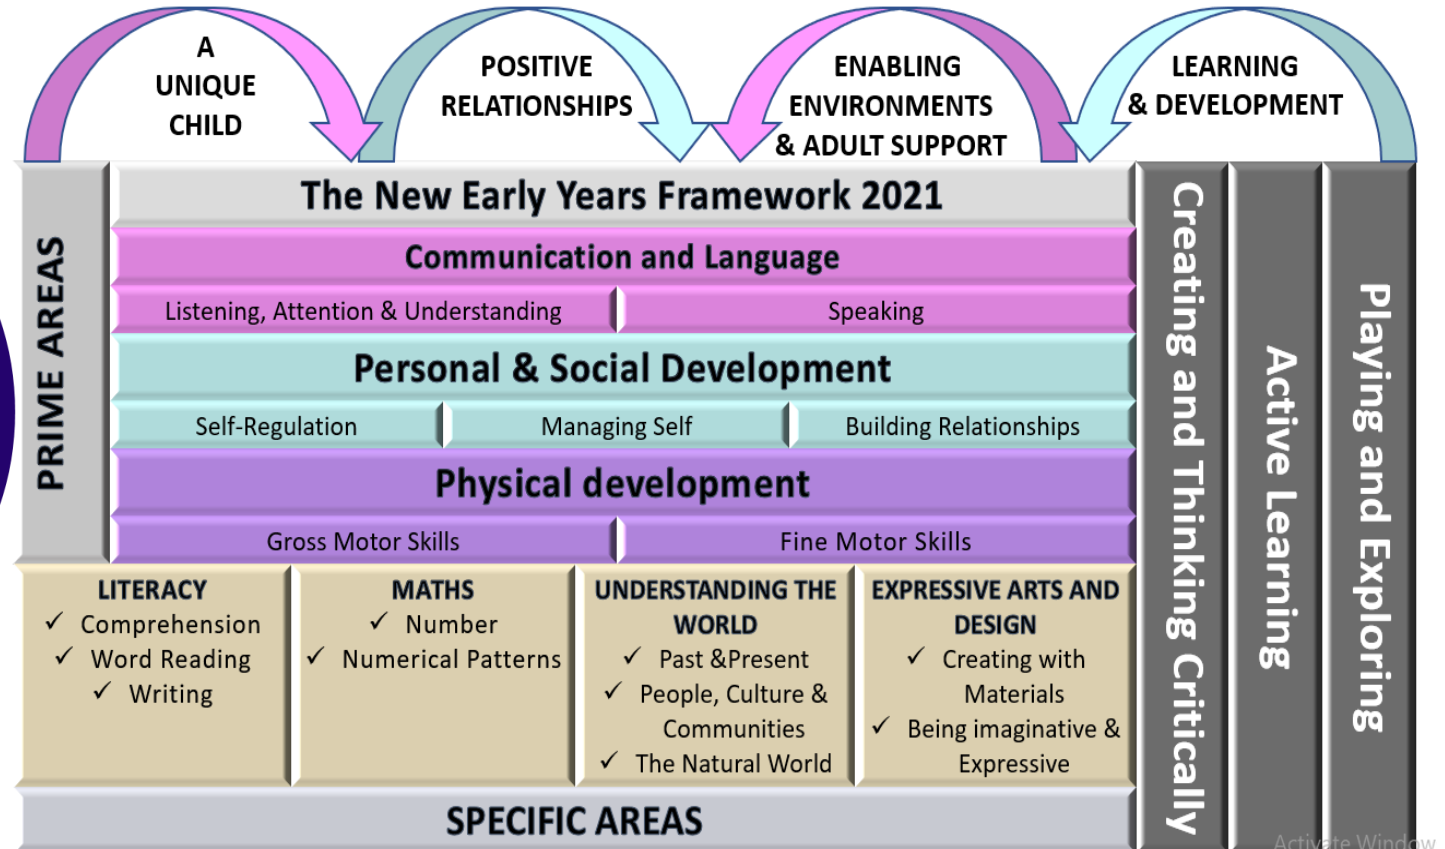 A
UNIQUE
CHILD
POSITIVE
RELATIONSHIPS
ENABLING
ENVIRONMENTS
& ADULT SUPPORT
LEARNING
& DEVELOPMENT
PRIME AREAS
The New Early Years Framework 2021
Communication and Language
Listening, Attention & Understanding
Speaking
Personal & Social Development
Self-Regulation
Managing Self
Building Relationships
Physical development
Gross Motor Skills
Fine Motor Skills
LITERACY
✓ Comprehension
✓ Word Reading
✓ Writing
MATHS
✓ Number
✓ Numerical Patterns
UNDERSTANDING THE
WORLD
✓ Past &Present
✓ People, Culture &
Communities
✓ The Natural World
EXPRESSIVE ARTS AND
DESIGN
✓ Creating with
Materials
✓ Being imaginative &
Expressive
SPECIFIC AREAS
Creating and Thinking Critically
Active Learning
Playing and Exploring
Activate Window